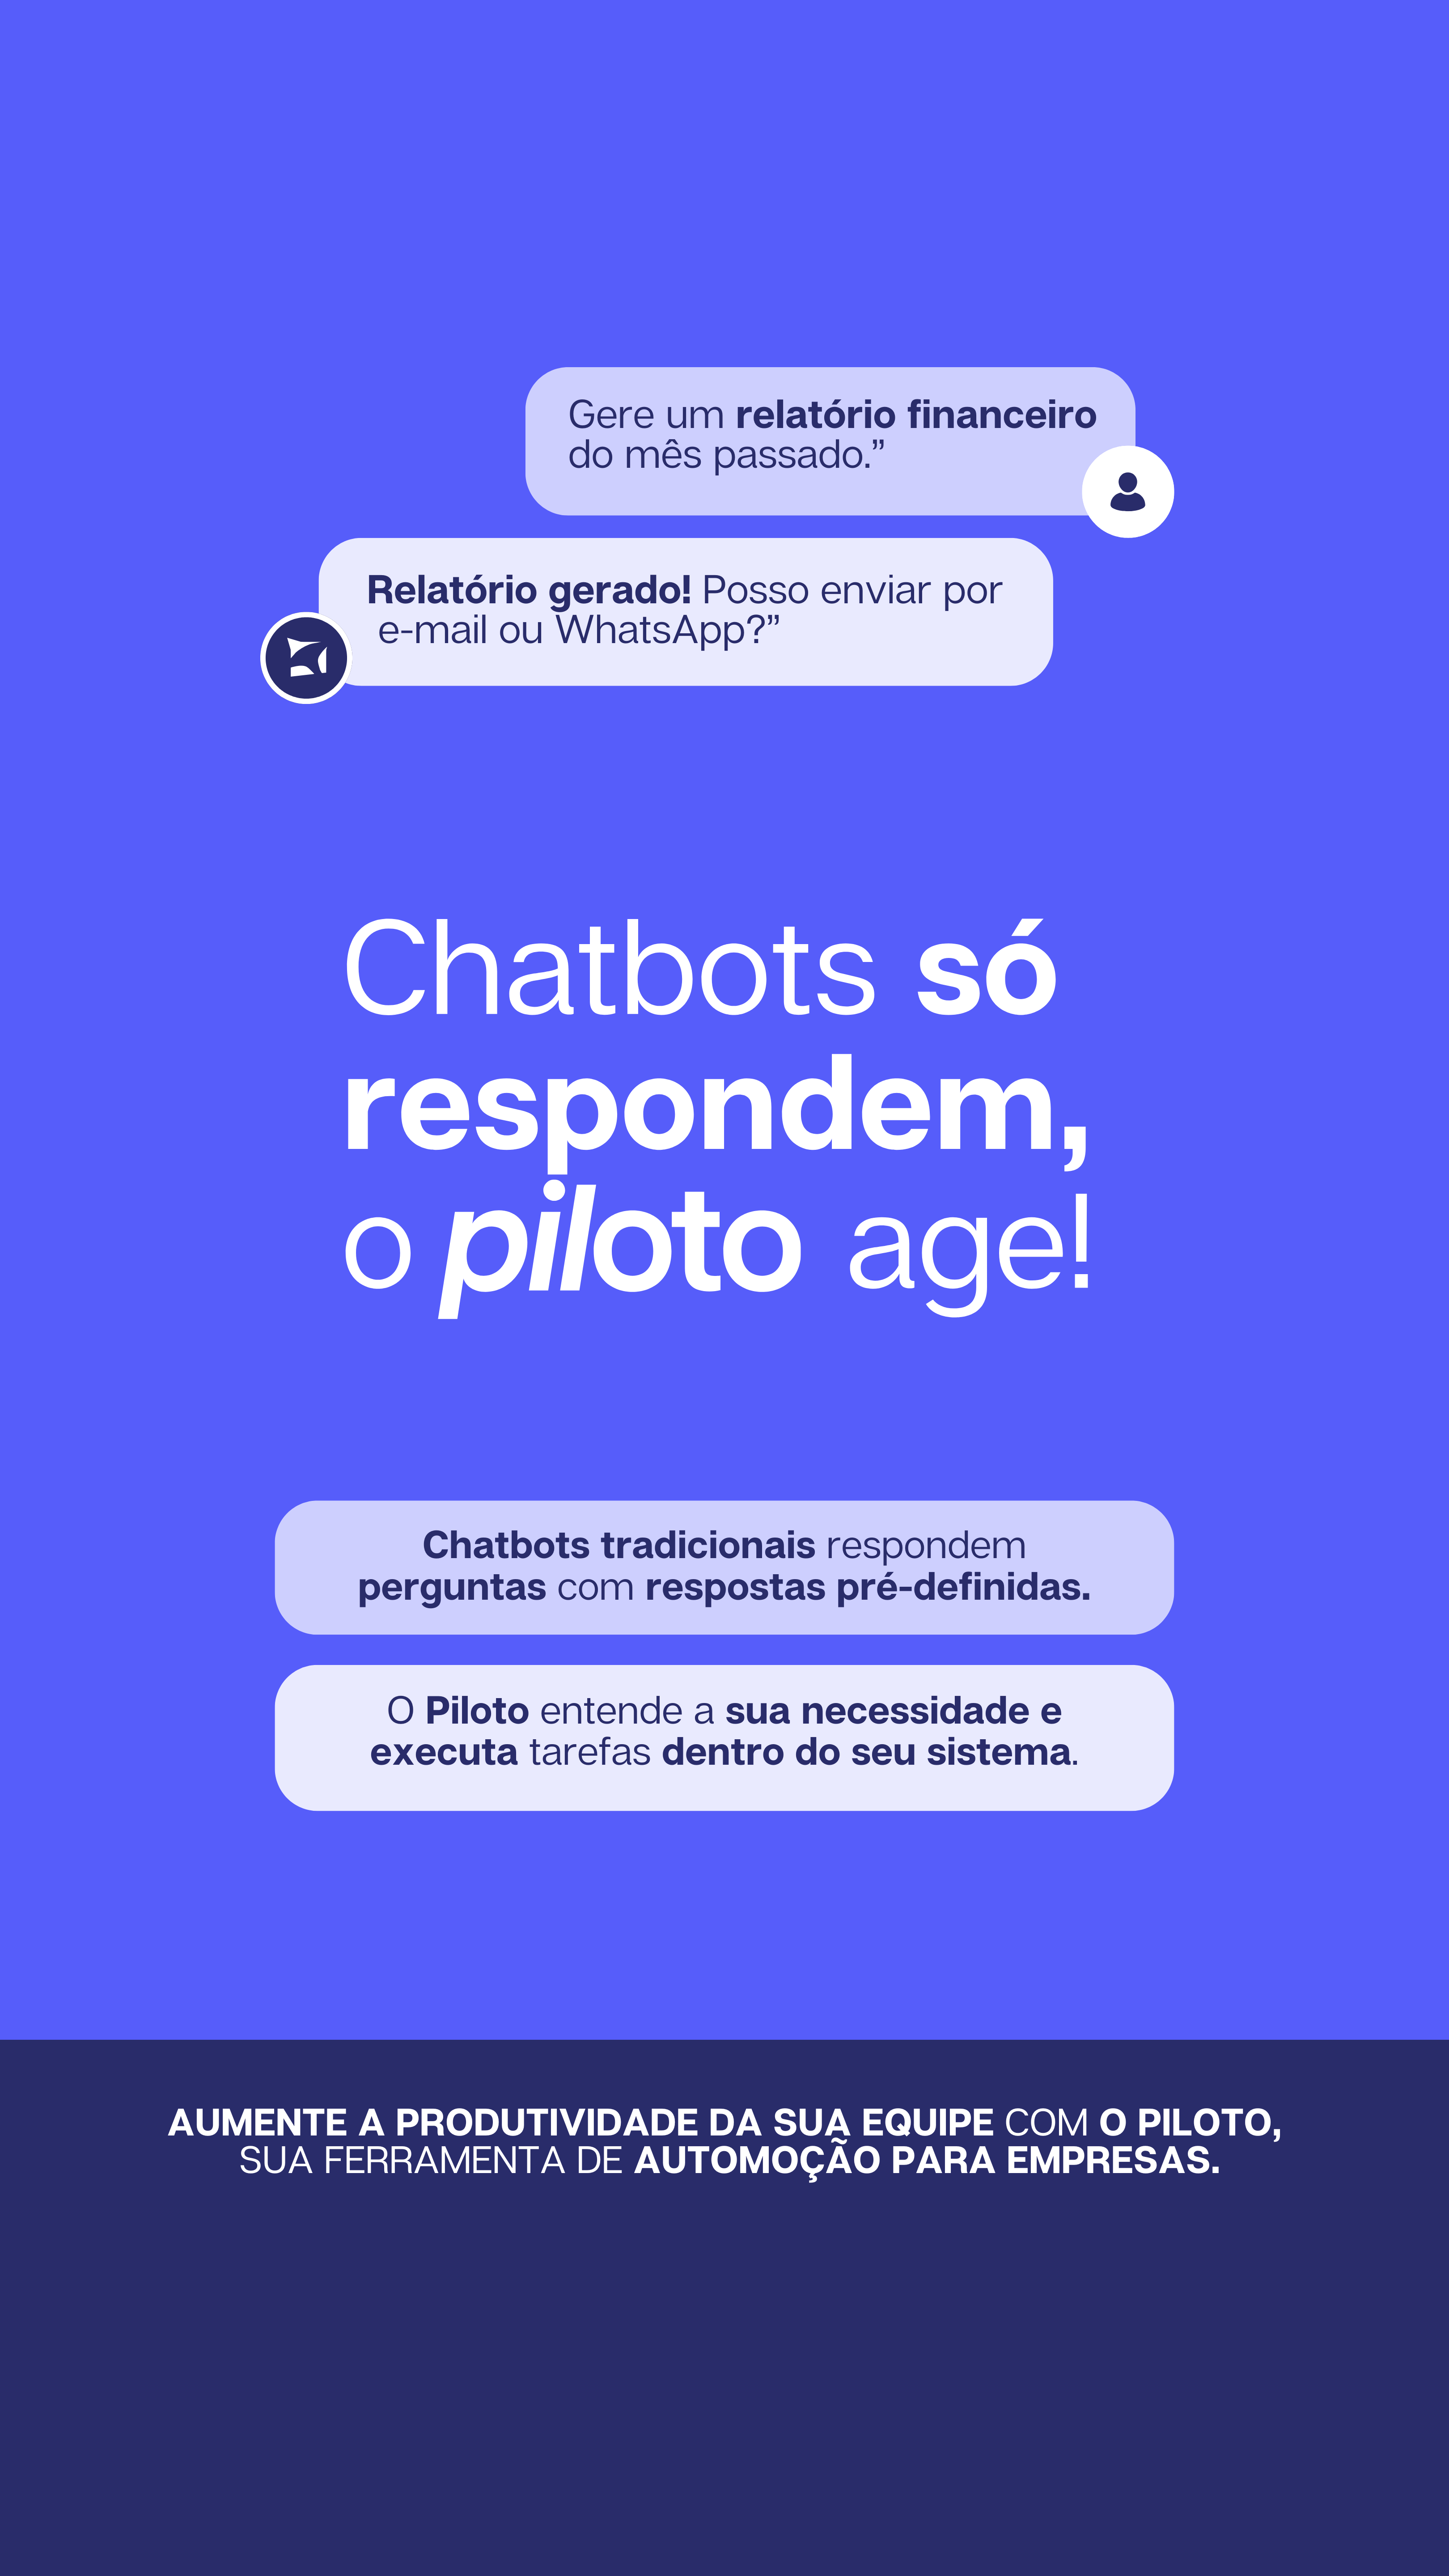 Gere um relatório financeiro
do mês passado.”
Relatório gerado! Posso enviar por
e-mail ou WhatsApp?”
Chatbots só
respondem,
o piloto age!
Chatbots tradicionais respondem
perguntas com respostas pré-definidas.
O Piloto entende a sua necessidade e
executa tarefas dentro do seu sistema.
AUMENTE A PRODUTIVIDADE DA SUA EQUIPE COM O PILOTO,
SUA FERRAMENTA DE AUTOMOÇÃO PARA EMPRESAS.